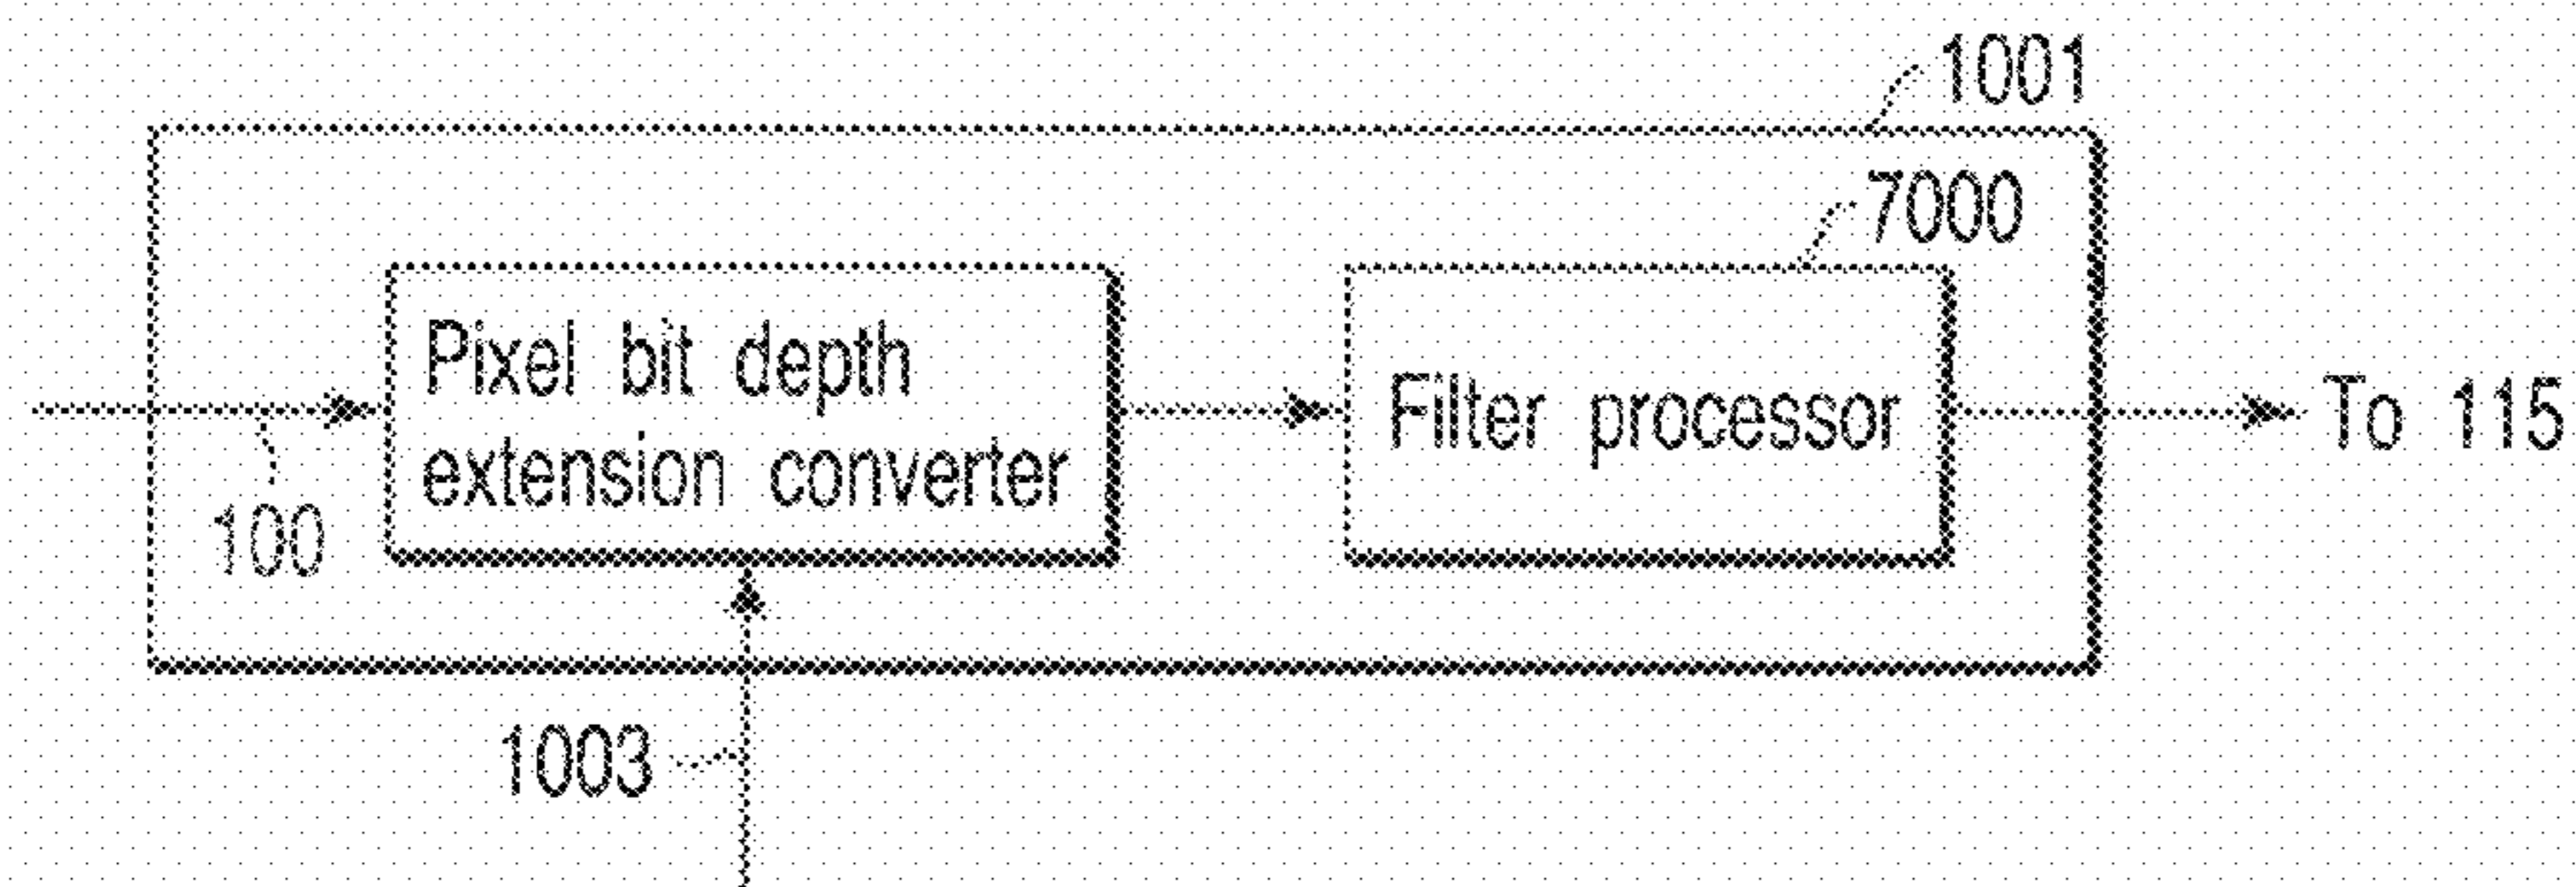 1001
7000
Pixel bit depth
extension converter
Filter processor
To 115
100
1003